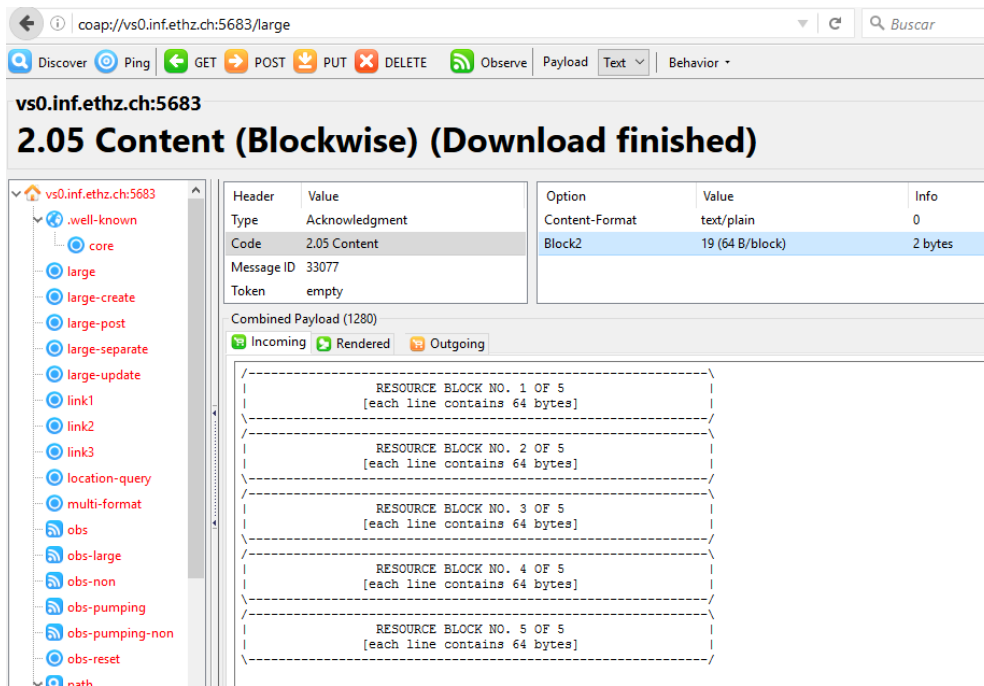 coap://vs0.inf.ethz.ch:5683/large
Buscar
Discover Ping GET POST PUT DELETE Observe Payload Text Behavior
vs0.inf.ethz.ch:5683
2.05 Content (Blockwise) (Download finished)
vs0.inf.ethz.ch:5683
.well-known
core
large
large-create
large-post
large-separate
large-update
link1
link2
link3
location-query
multi-format
obs
obs-large
obs-non
obs-pumping
obs-pumping-non
obs-reset
path
Header Value
Type Acknowledgment
Code 2.05 Content
Message ID 33077
Token empty
Option Value Info
Content-Format text/plain 0
Block2 19 (64 B/block) 2 bytes
Combined Payload (1280)
Incoming Rendered Outgoing
/--------------------------------------------------------------\
| RESOURCE BLOCK NO. 1 OF 5 |
| [each line contains 64 bytes] |
\--------------------------------------------------------------/
/--------------------------------------------------------------\
| RESOURCE BLOCK NO. 2 OF 5 |
| [each line contains 64 bytes] |
\--------------------------------------------------------------/
/--------------------------------------------------------------\
| RESOURCE BLOCK NO. 3 OF 5 |
| [each line contains 64 bytes] |
\--------------------------------------------------------------/
/--------------------------------------------------------------\
| RESOURCE BLOCK NO. 4 OF 5 |
| [each line contains 64 bytes] |
\--------------------------------------------------------------/
/--------------------------------------------------------------\
| RESOURCE BLOCK NO. 5 OF 5 |
| [each line contains 64 bytes] |
\--------------------------------------------------------------/